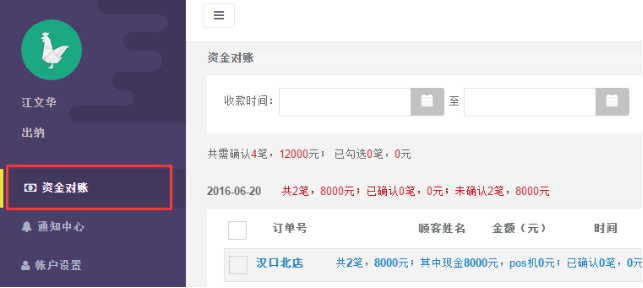 资金对账
收款时间： 至
江文华
出纳
共需确认4笔，12000元； 已勾选0笔，0元
资金对账
2016-06-20 共2笔，8000元；已确认0笔，0元；未确认2笔，8000元
通知中心
订单号 顾客姓名 金额（元） 时间
帐户设置
汉口北店 共2笔，8000元；其中现金8000元，pos机0元；已确认0笔，0元